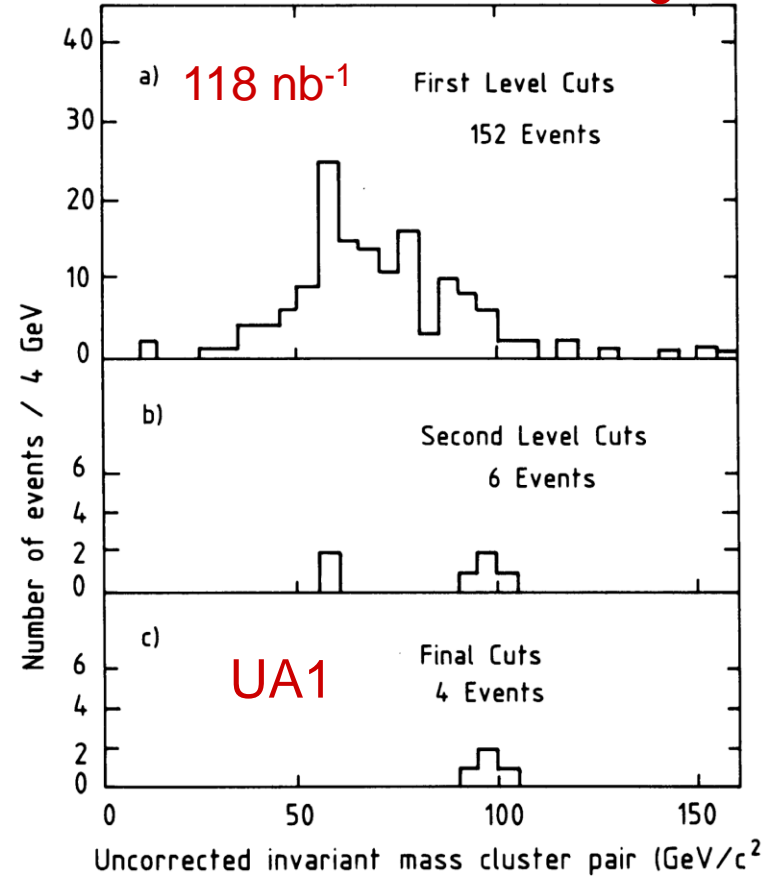 40
a) 118 nb-1 First Level Cuts
30
152 Events
20
10
0
b)
Second Level Cuts
6
6 Events
4
2
0
c)
Final Cuts
6
UA1
4 Events
4
2
0
0 50 100 150
Uncorrected invariant mass cluster pair (GeV/c2
Number of events / 4 GeV